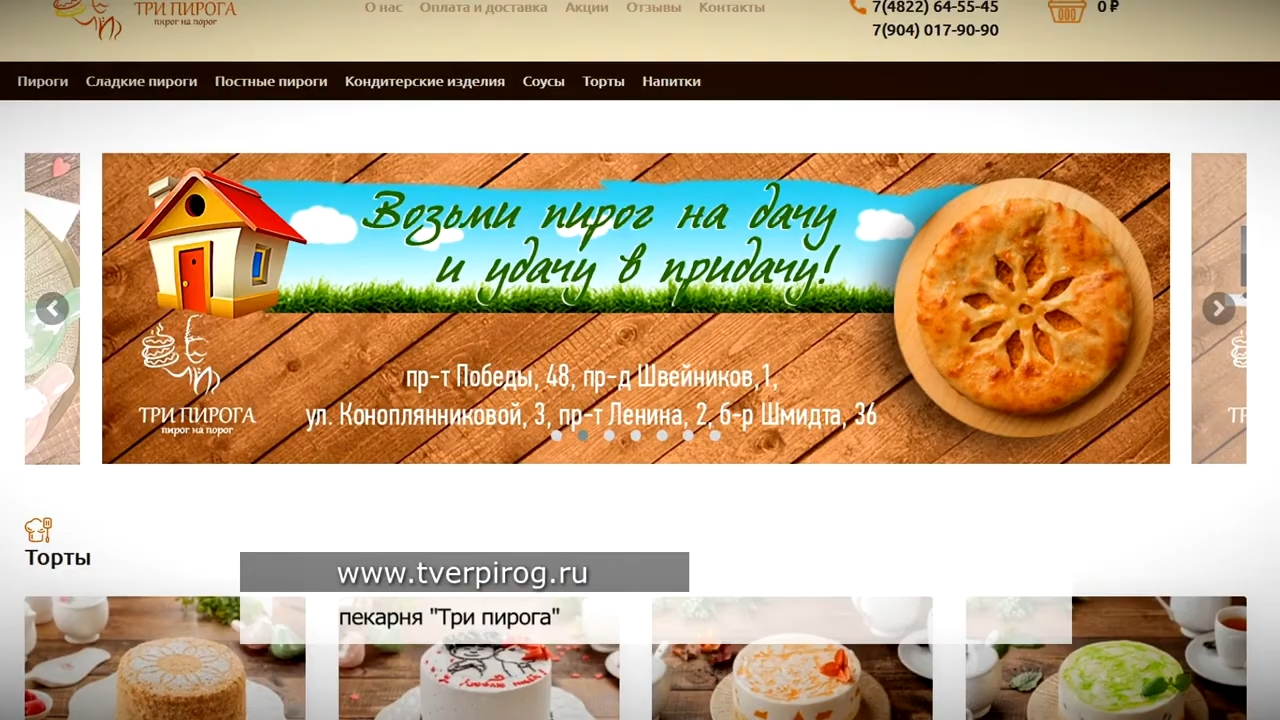 ТРИ ПИРОГА
пирог на порог
О нас Оплата и доставка Акции Отзывы Контакты
7(4822) 64-55-45
7(904) 017-90-90
0 ₽
Пироги Сладкие пироги Постные пироги Кондитерские изделия Соусы Торты Напитки
Возьми пирог на дачу
и удачу в придачу!
пр-т Победы, 48, пр-д Швейников,1,
ул. Коноплянниковой, 3, пр-т Ленина, 2, б-р Шмидта, 36
ТРИ ПИРОГА
пирог на порог
Торты
www.tverpirog.ru
пекарня "Три пирога"